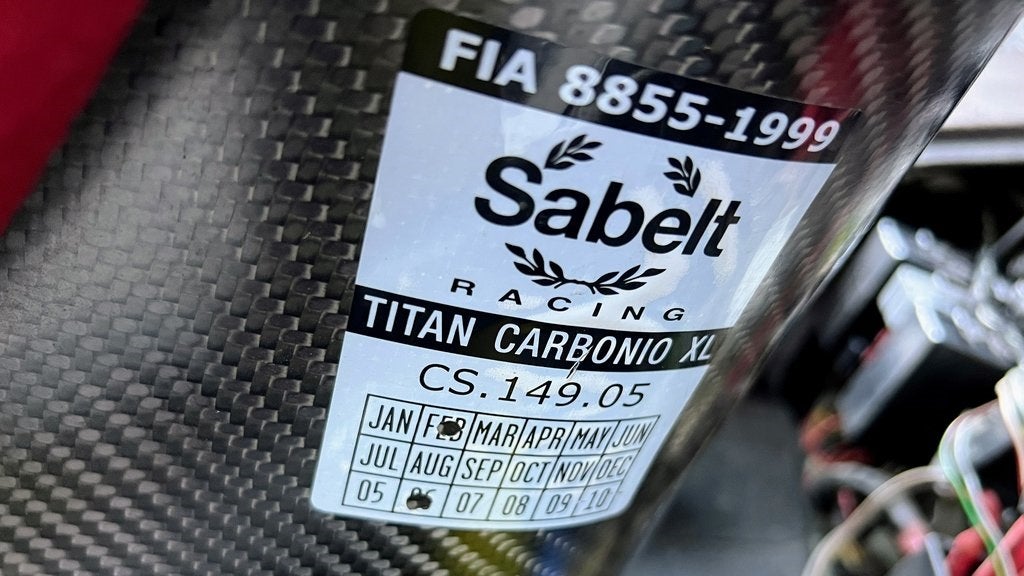 FIA 8855-1999
Sabelt
RACING
TITAN CARBONIO XL
CS.149.05
JAN FEB MAR APR MAY JUN
JUL AUG SEP OCT NOV DEC
05 06 07 08 09 10